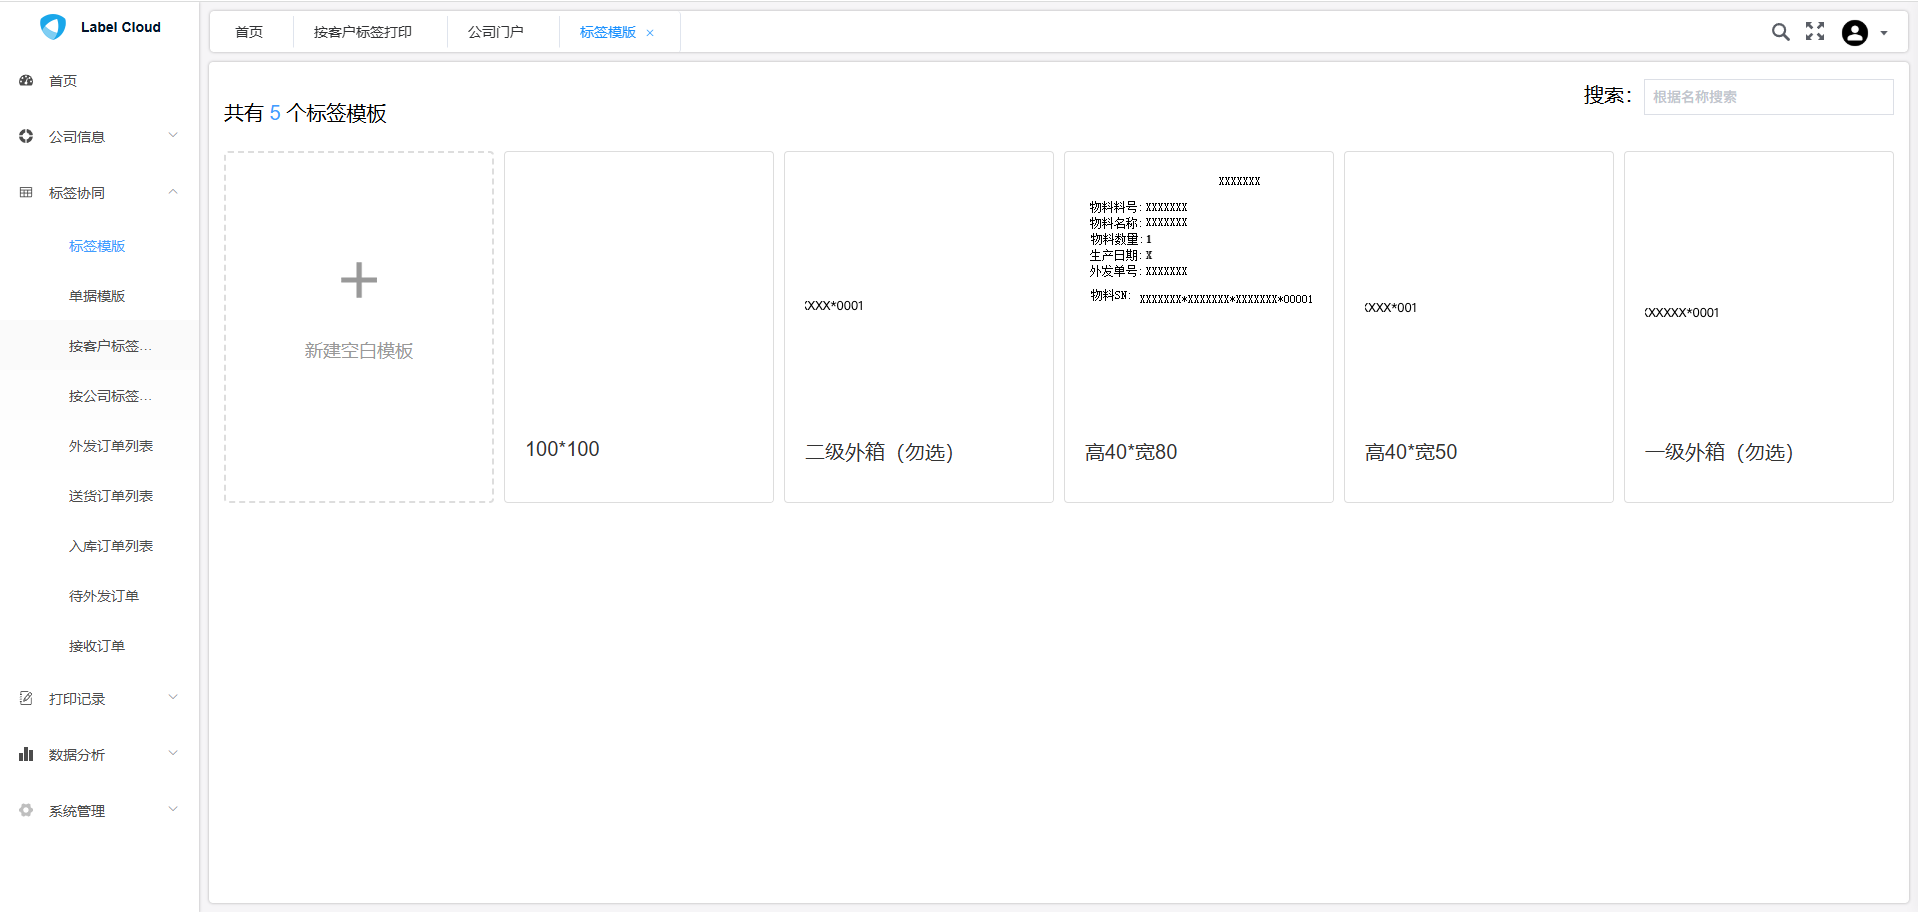 Label Cloud
首页
公司信息
标签协同
标签模版
单据模版
按客户标签...
按公司标签...
外发订单列表
送货订单列表
入库订单列表
待外发订单
接收订单
打印记录
数据分析
系统管理
首页 按客户标签打印 公司门户 标签模版 ×
共有 5 个标签模板
搜索： 根据名称搜索
新建空白模板
100*100
XXXX*0001
二级外箱（勿选）
XXXXXXX
物料料号: XXXXXXX
物料名称: XXXXXXX
物料数量: 1
生产日期: X
外发单号: XXXXXXX
物料SN: XXXXXXX*XXXXXXX*XXXXXXX*00001
高40*宽80
XXXX*001
高40*宽50
XXXXXX*0001
一级外箱（勿选）